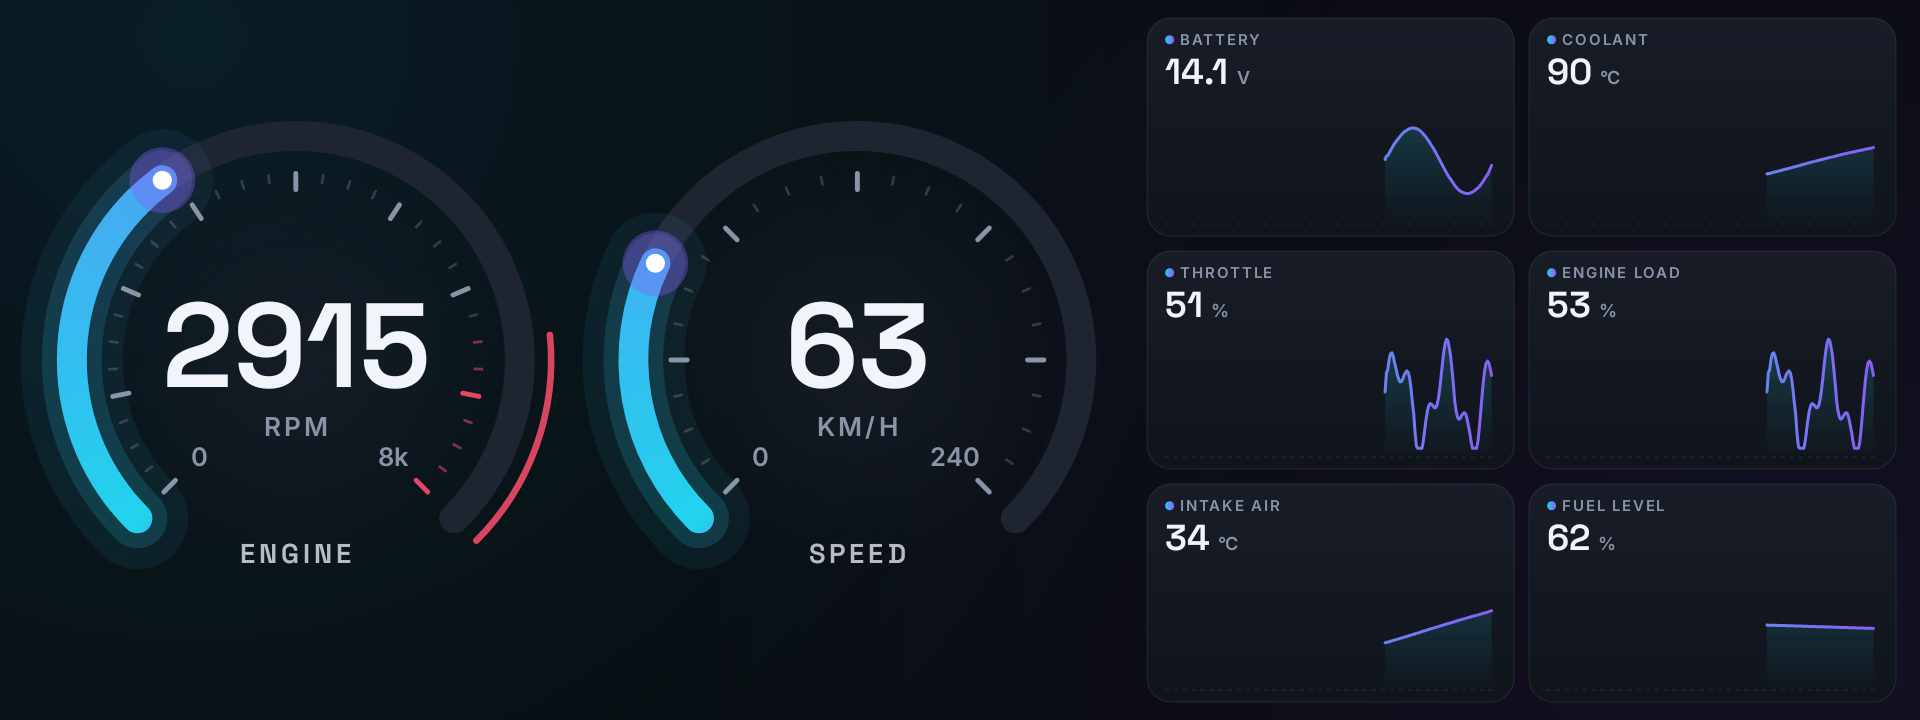 2915
RPM
0
8k
ENGINE
63
KM/H
0
240
SPEED
BATTERY
14.1 V
COOLANT
90 °C
THROTTLE
51 %
ENGINE LOAD
53 %
INTAKE AIR
34 °C
FUEL LEVEL
62 %